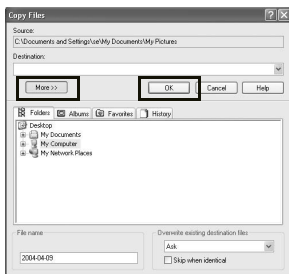 Copy Files
Source:
C:\Documents and Settings\se\My Documents\My Pictures
Destination:
More >> OK Cancel Help
Folders Albums Favorites History
Desktop
My Documents
My Computer
My Network Places
File name Overwrite existing destination files
Ask
2004-04-09 Skip when identical